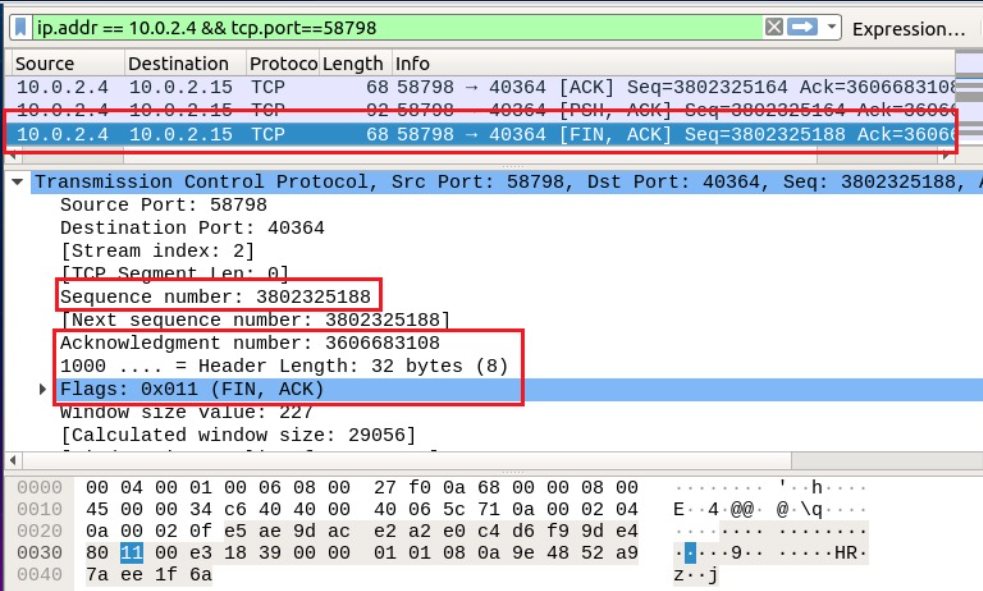 ip.addr == 10.0.2.4 && tcp.port==58798 Expression…
Source Destination Protoco Length Info
10.0.2.4 10.0.2.15 TCP 68 58798 → 40364 [ACK] Seq=3802325164 Ack=3606683108
10.0.2.4 10.0.2.15 TCP 92 58798 → 40364 [PSH, ACK] Seq=3802325164 Ack=36066
10.0.2.4 10.0.2.15 TCP 68 58798 → 40364 [FIN, ACK] Seq=3802325188 Ack=36066
Transmission Control Protocol, Src Port: 58798, Dst Port: 40364, Seq: 3802325188, A
Source Port: 58798
Destination Port: 40364
[Stream index: 2]
[TCP Segment Len: 0]
Sequence number: 3802325188
[Next sequence number: 3802325188]
Acknowledgment number: 3606683108
1000 .... = Header Length: 32 bytes (8)
Flags: 0x011 (FIN, ACK)
Window size value: 227
[Calculated window size: 29056]
0000 00 04 00 01 00 06 08 00 27 f0 0a 68 00 00 08 00 ········ '··h····
0010 45 00 00 34 c6 40 40 00 40 06 5c 71 0a 00 02 04 E··4·@@· @·\q····
0020 0a 00 02 0f e5 ae 9d ac e2 a2 e0 c4 d6 f9 9d e4 ········ ········
0030 80 11 00 e3 18 39 00 00 01 01 08 0a 9e 48 52 a9 ·····9·· ·····HR·
0040 7a ee 1f 6a z··j